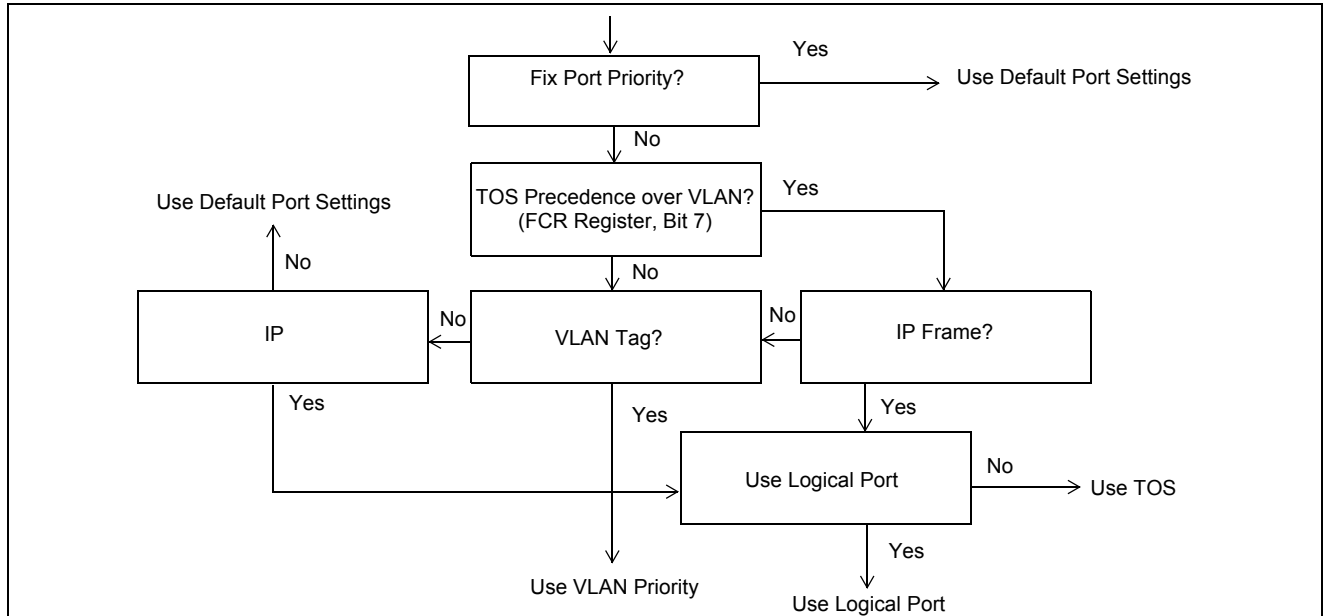 Yes
Fix Port Priority?
Use Default Port Settings
No
TOS Precedence over VLAN?
(FCR Register, Bit 7)
Yes
Use Default Port Settings
No
No
IP
No
VLAN Tag?
No
IP Frame?
Yes
Yes
Yes
Use Logical Port
No
Use TOS
Yes
Use VLAN Priority
Use Logical Port